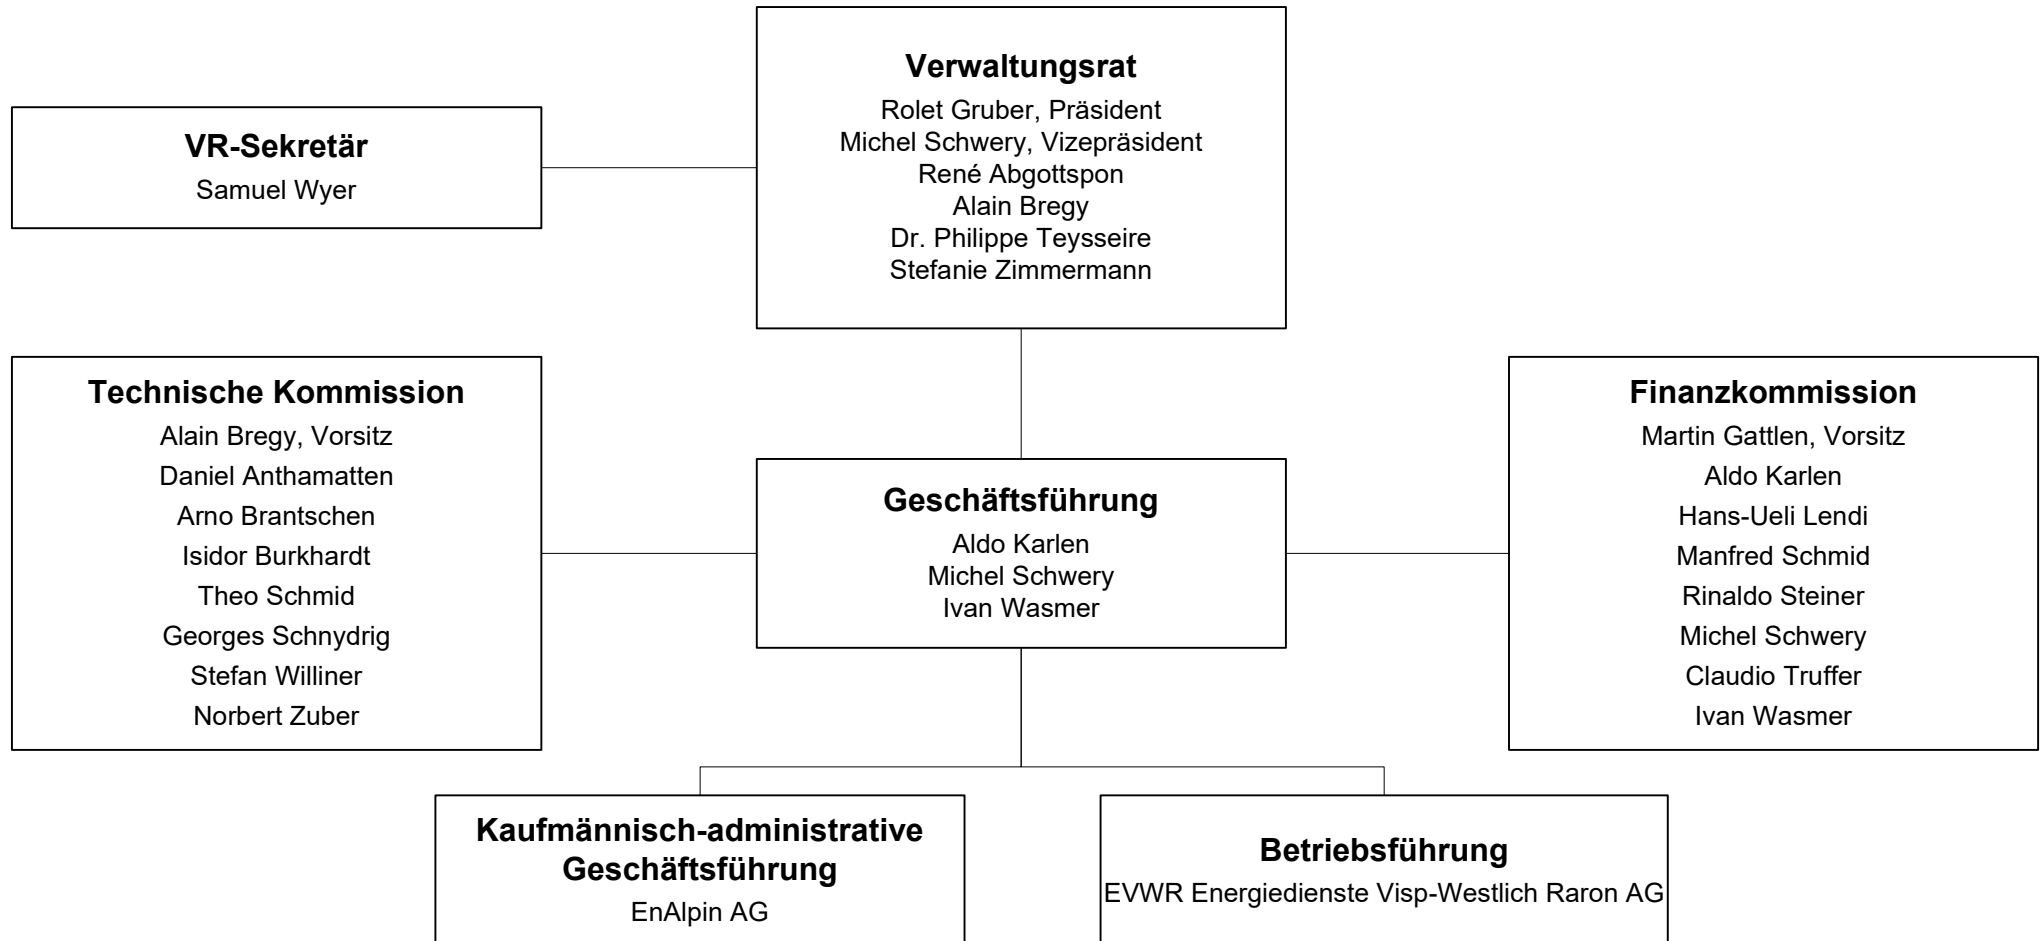 Verwaltungsrat
Rolet Gruber, Präsident
Michel Schwery, Vizepräsident
René Abgottspon
Alain Bregy
Dr. Philippe Teysseire
Stefanie Zimmermann
VR-Sekretär
Samuel Wyer
Technische Kommission
Alain Bregy, Vorsitz
Daniel Anthamatten
Arno Brantschen
Isidor Burkhardt
Theo Schmid
Georges Schnydrig
Stefan Williner
Norbert Zuber
Geschäftsführung
Aldo Karlen
Michel Schwery
Ivan Wasmer
Finanzkommission
Martin Gattlen, Vorsitz
Aldo Karlen
Hans-Ueli Lendi
Manfred Schmid
Rinaldo Steiner
Michel Schwery
Claudio Truffer
Ivan Wasmer
Kaufmännisch-administrative
Geschäftsführung
EnAlpin AG
Betriebsführung
EVWR Energiedienste Visp-Westlich Raron AG